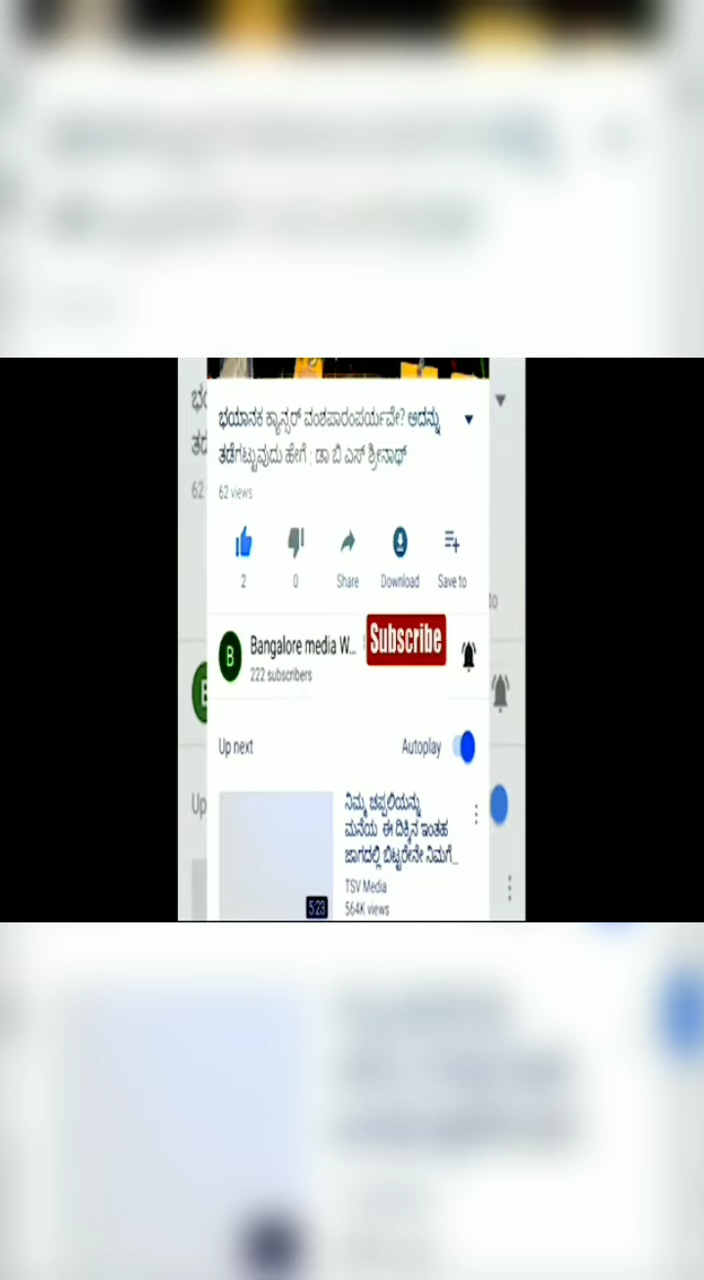 ಭಯಾನಕ ಕ್ಯಾನ್ಸರ್ ವಂಶಪಾರಂಪರ್ಯವೇ? ಅದನ್ನು
ತಡೆಗಟ್ಟುವುದು ಹೇಗೆ : ಡಾ ಬಿ ಎಸ್ ಶ್ರೀನಾಥ್
62 views
2
0
Share
Download
Save to
B
Bangalore media W...
Subscribe
222 subscribers
Up next
Autoplay
ನಿಮ್ಮ ಚಪ್ಪಲಿಯನ್ನು
ಮನೆಯ ಈ ದಿಕ್ಕಿನ ಇಂತಹ
ಜಾಗದಲ್ಲಿ ಬಿಟ್ಟರೇನೇ ನಿಮಗೆ...
TSV Media
564K views
5:23